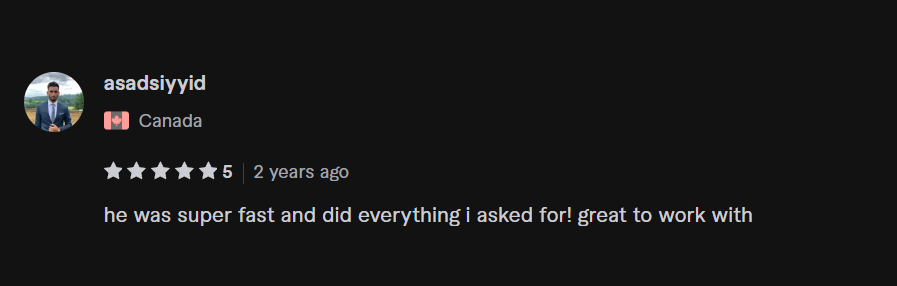 asadsiyyid
Canada
5 2 years ago
he was super fast and did everything i asked for! great to work with